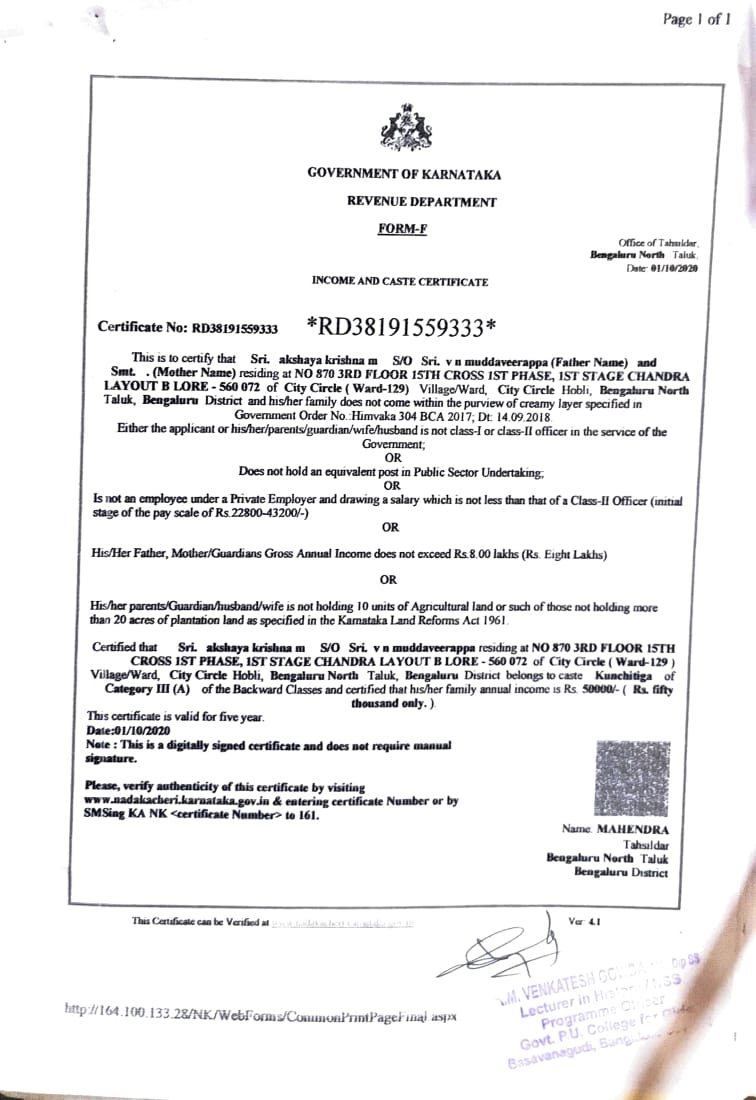 Page 1 of 1
GOVERNMENT OF KARNATAKA
REVENUE DEPARTMENT
FORM-F
Office of Tahsildar,
Bengaluru North Taluk,
Date: 01/10/2020
INCOME AND CASTE CERTIFICATE
Certificate No: RD38191559333 *RD38191559333*
This is to certify that Sri. akshaya krishna m S/O Sri. v n muddaveerappa (Father Name) and
Smt. . (Mother Name) residing at NO 870 3RD FLOOR 15TH CROSS 1ST PHASE, 1ST STAGE CHANDRA
LAYOUT B LORE - 560 072 of City Circle ( Ward-129) Village/Ward, City Circle Hobli, Bengaluru North
Taluk, Bengaluru District and his/her family does not come within the purview of creamy layer specified in
Government Order No.:Himvaka 304 BCA 2017; Dt: 14.09.2018.
Either the applicant or his/her/parents/guardian/wife/husband is not class-I or class-II officer in the service of the
Government;
OR
Does not hold an equivalent post in Public Sector Undertaking;
OR
Is not an employee under a Private Employer and drawing a salary which is not less than that of a Class-II Officer (initial
stage of the pay scale of Rs.22800-43200/-)
OR
His/Her Father, Mother/Guardians Gross Annual Income does not exceed Rs.8.00 lakhs (Rs. Eight Lakhs)
OR
His/her parents/Guardian/husband/wife is not holding 10 units of Agricultural land or such of those not holding more
than 20 acres of plantation land as specified in the Karnataka Land Reforms Act 1961.
Certified that Sri. akshaya krishna m S/O Sri. v n muddaveerappa residing at NO 870 3RD FLOOR 15TH
CROSS 1ST PHASE, 1ST STAGE CHANDRA LAYOUT B LORE - 560 072 of City Circle ( Ward-129 )
Village/Ward, City Circle Hobli, Bengaluru North Taluk, Bengaluru District belongs to caste Kunchitiga of
Category III (A) of the Backward Classes and certified that his/her family annual income is Rs. 50000/- ( Rs. fifty
thousand only. ).
This certificate is valid for five year.
Date:01/10/2020
Note : This is a digitally signed certificate and does not require manual
signature.
Please, verify authenticity of this certificate by visiting
www.nadakacheri.karnataka.gov.in & entering certificate Number or by
SMSing KA NK <certificate Number> to 161.
Name: MAHENDRA
Tahsildar
Bengaluru North Taluk
Bengaluru District
This Certificate can be Verified at
Ver: 4.1
http://164.100.133.28/NK/WebForms/CommonPrintPageFinal.aspx
VENKATESH
Lecturer in
Programme
Govt. P.U. College for
Basavanagudi,